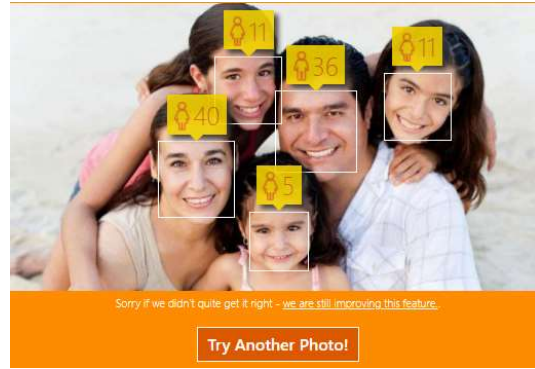 11
11
36
40
5
Sorry if we didn't quite get it right - we are still improving this feature.
Try Another Photo!